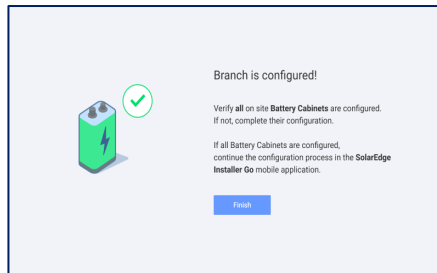 Branch is configured!
Verify all on site Battery Cabinets are configured.
If not, complete their configuration.
If all Battery Cabinets are configured,
continue the configuration process in the SolarEdge
Installer Go mobile application.
Finish